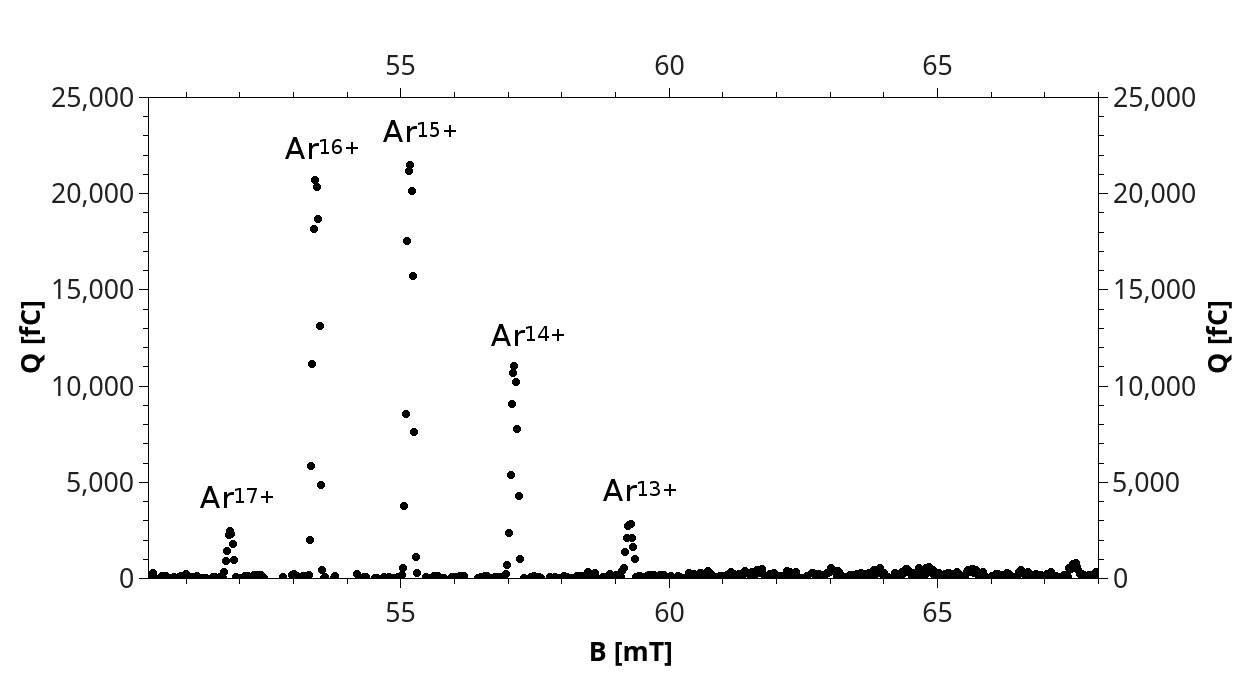 55 60 65
25,000 25,000
Ar15+
Ar16+
20,000 20,000
15,000 15,000
Q [fC] Q [fC]
Ar14+
10,000 10,000
Ar17+ Ar13+
5,000 5,000
0 0
55 60 65
B [mT]